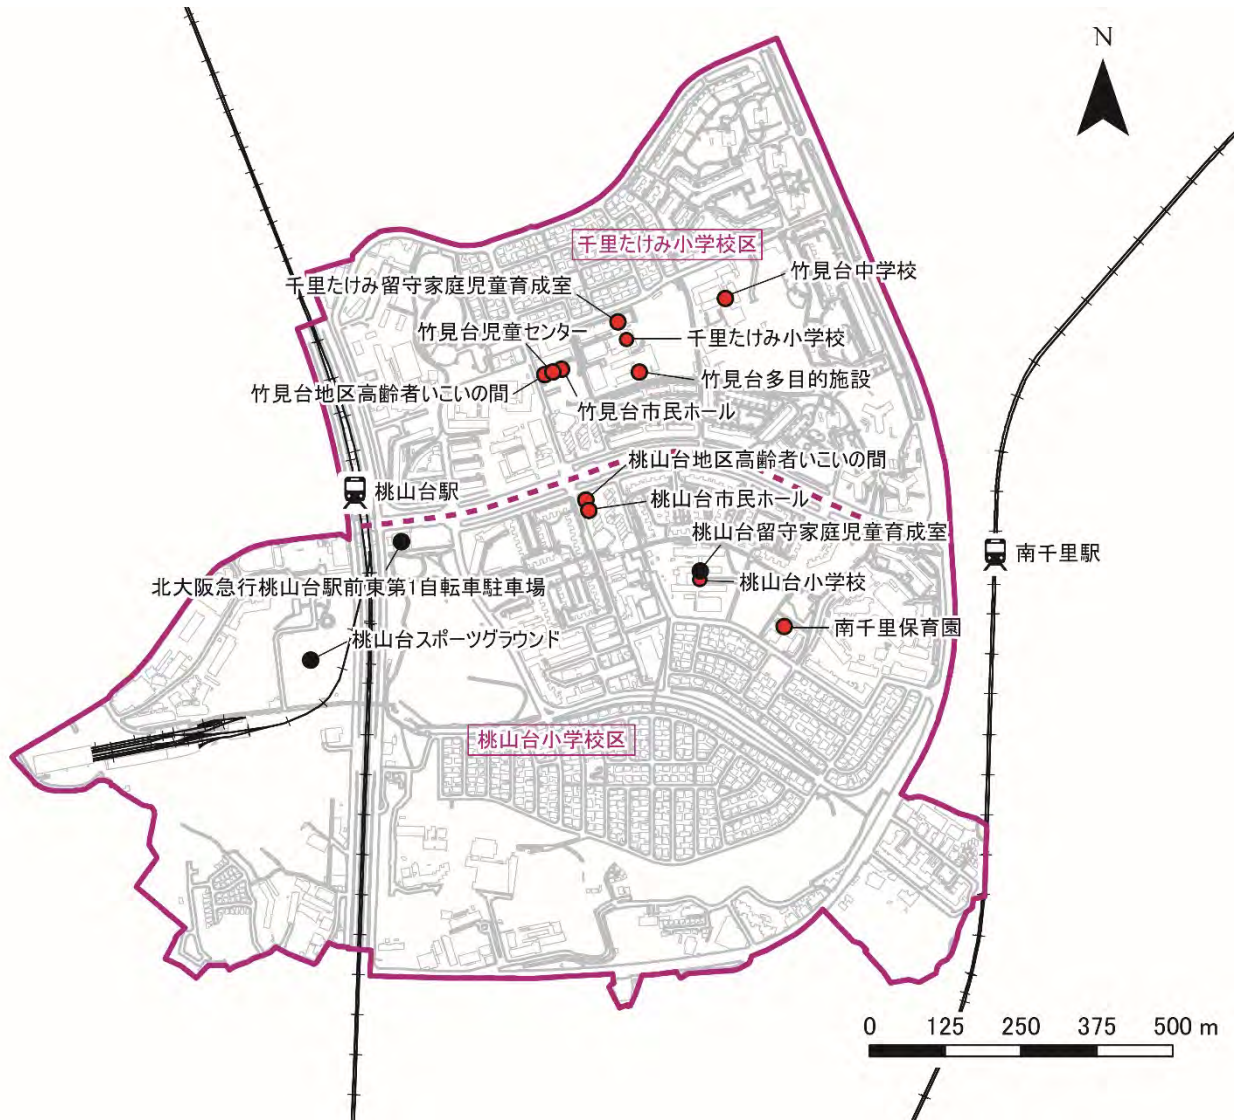 N
千里たけみ小学校区
竹見台中学校
千里たけみ留守家庭児童育成室
竹見台児童センター
千里たけみ小学校
竹見台地区高齢者いこいの間
竹見台多目的施設
竹見台市民ホール
桃山台地区高齢者いこいの間
桃山台駅
桃山台市民ホール
桃山台留守家庭児童育成室
南千里駅
北大阪急行桃山台駅前東第1自転車駐車場
桃山台小学校
南千里保育園
桃山台スポーツグラウンド
桃山台小学校区
0 125 250 375 500 m